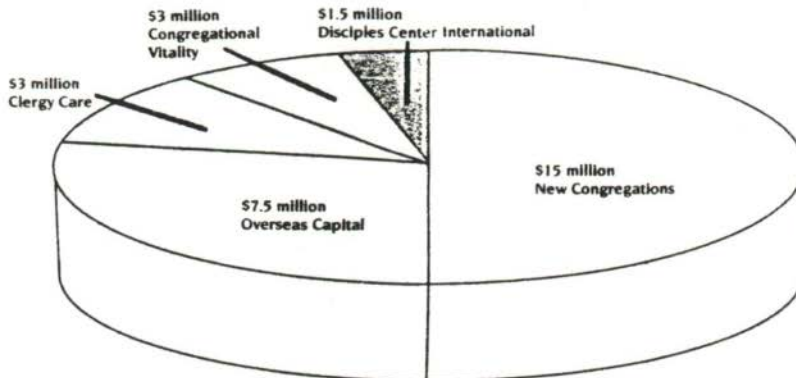 $3 million
Congregational
Vitality
$1.5 million
Disciples Center International
$3 million
Clergy Care
$15 million
New Congregations
$7.5 million
Overseas Capital